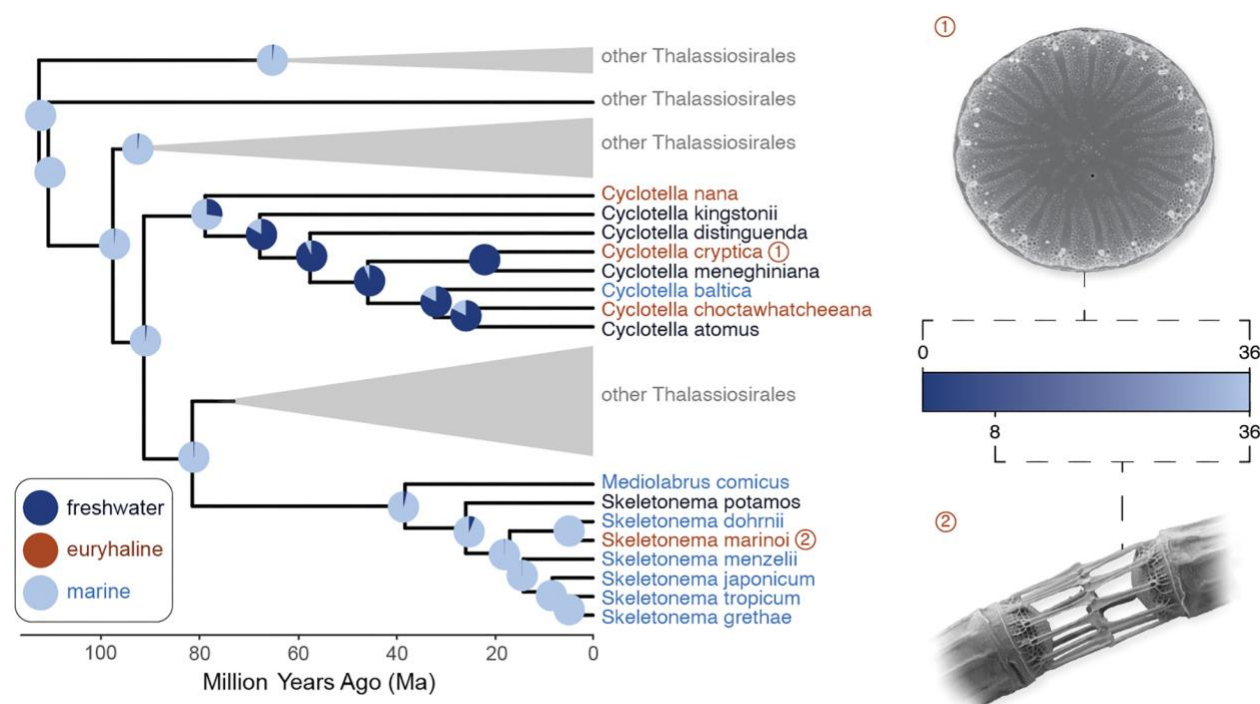 other Thalassiosirales
other Thalassiosirales
other Thalassiosirales
Cyclotella nana
Cyclotella kingstonii
Cyclotella distinguenda
Cyclotella cryptica ①
Cyclotella meneghiniana
Cyclotella baltica
Cyclotella choctawhatcheeana
Cyclotella atomus
other Thalassiosirales
Mediolabrus comicus
Skeletonema potamos
Skeletonema dohrnii
Skeletonema marinoi ②
Skeletonema menzelii
Skeletonema japonicum
Skeletonema tropicum
Skeletonema grethae
freshwater
euryhaline
marine
100 80 60 40 20 0
Million Years Ago (Ma)
①
0 36
8 36
②